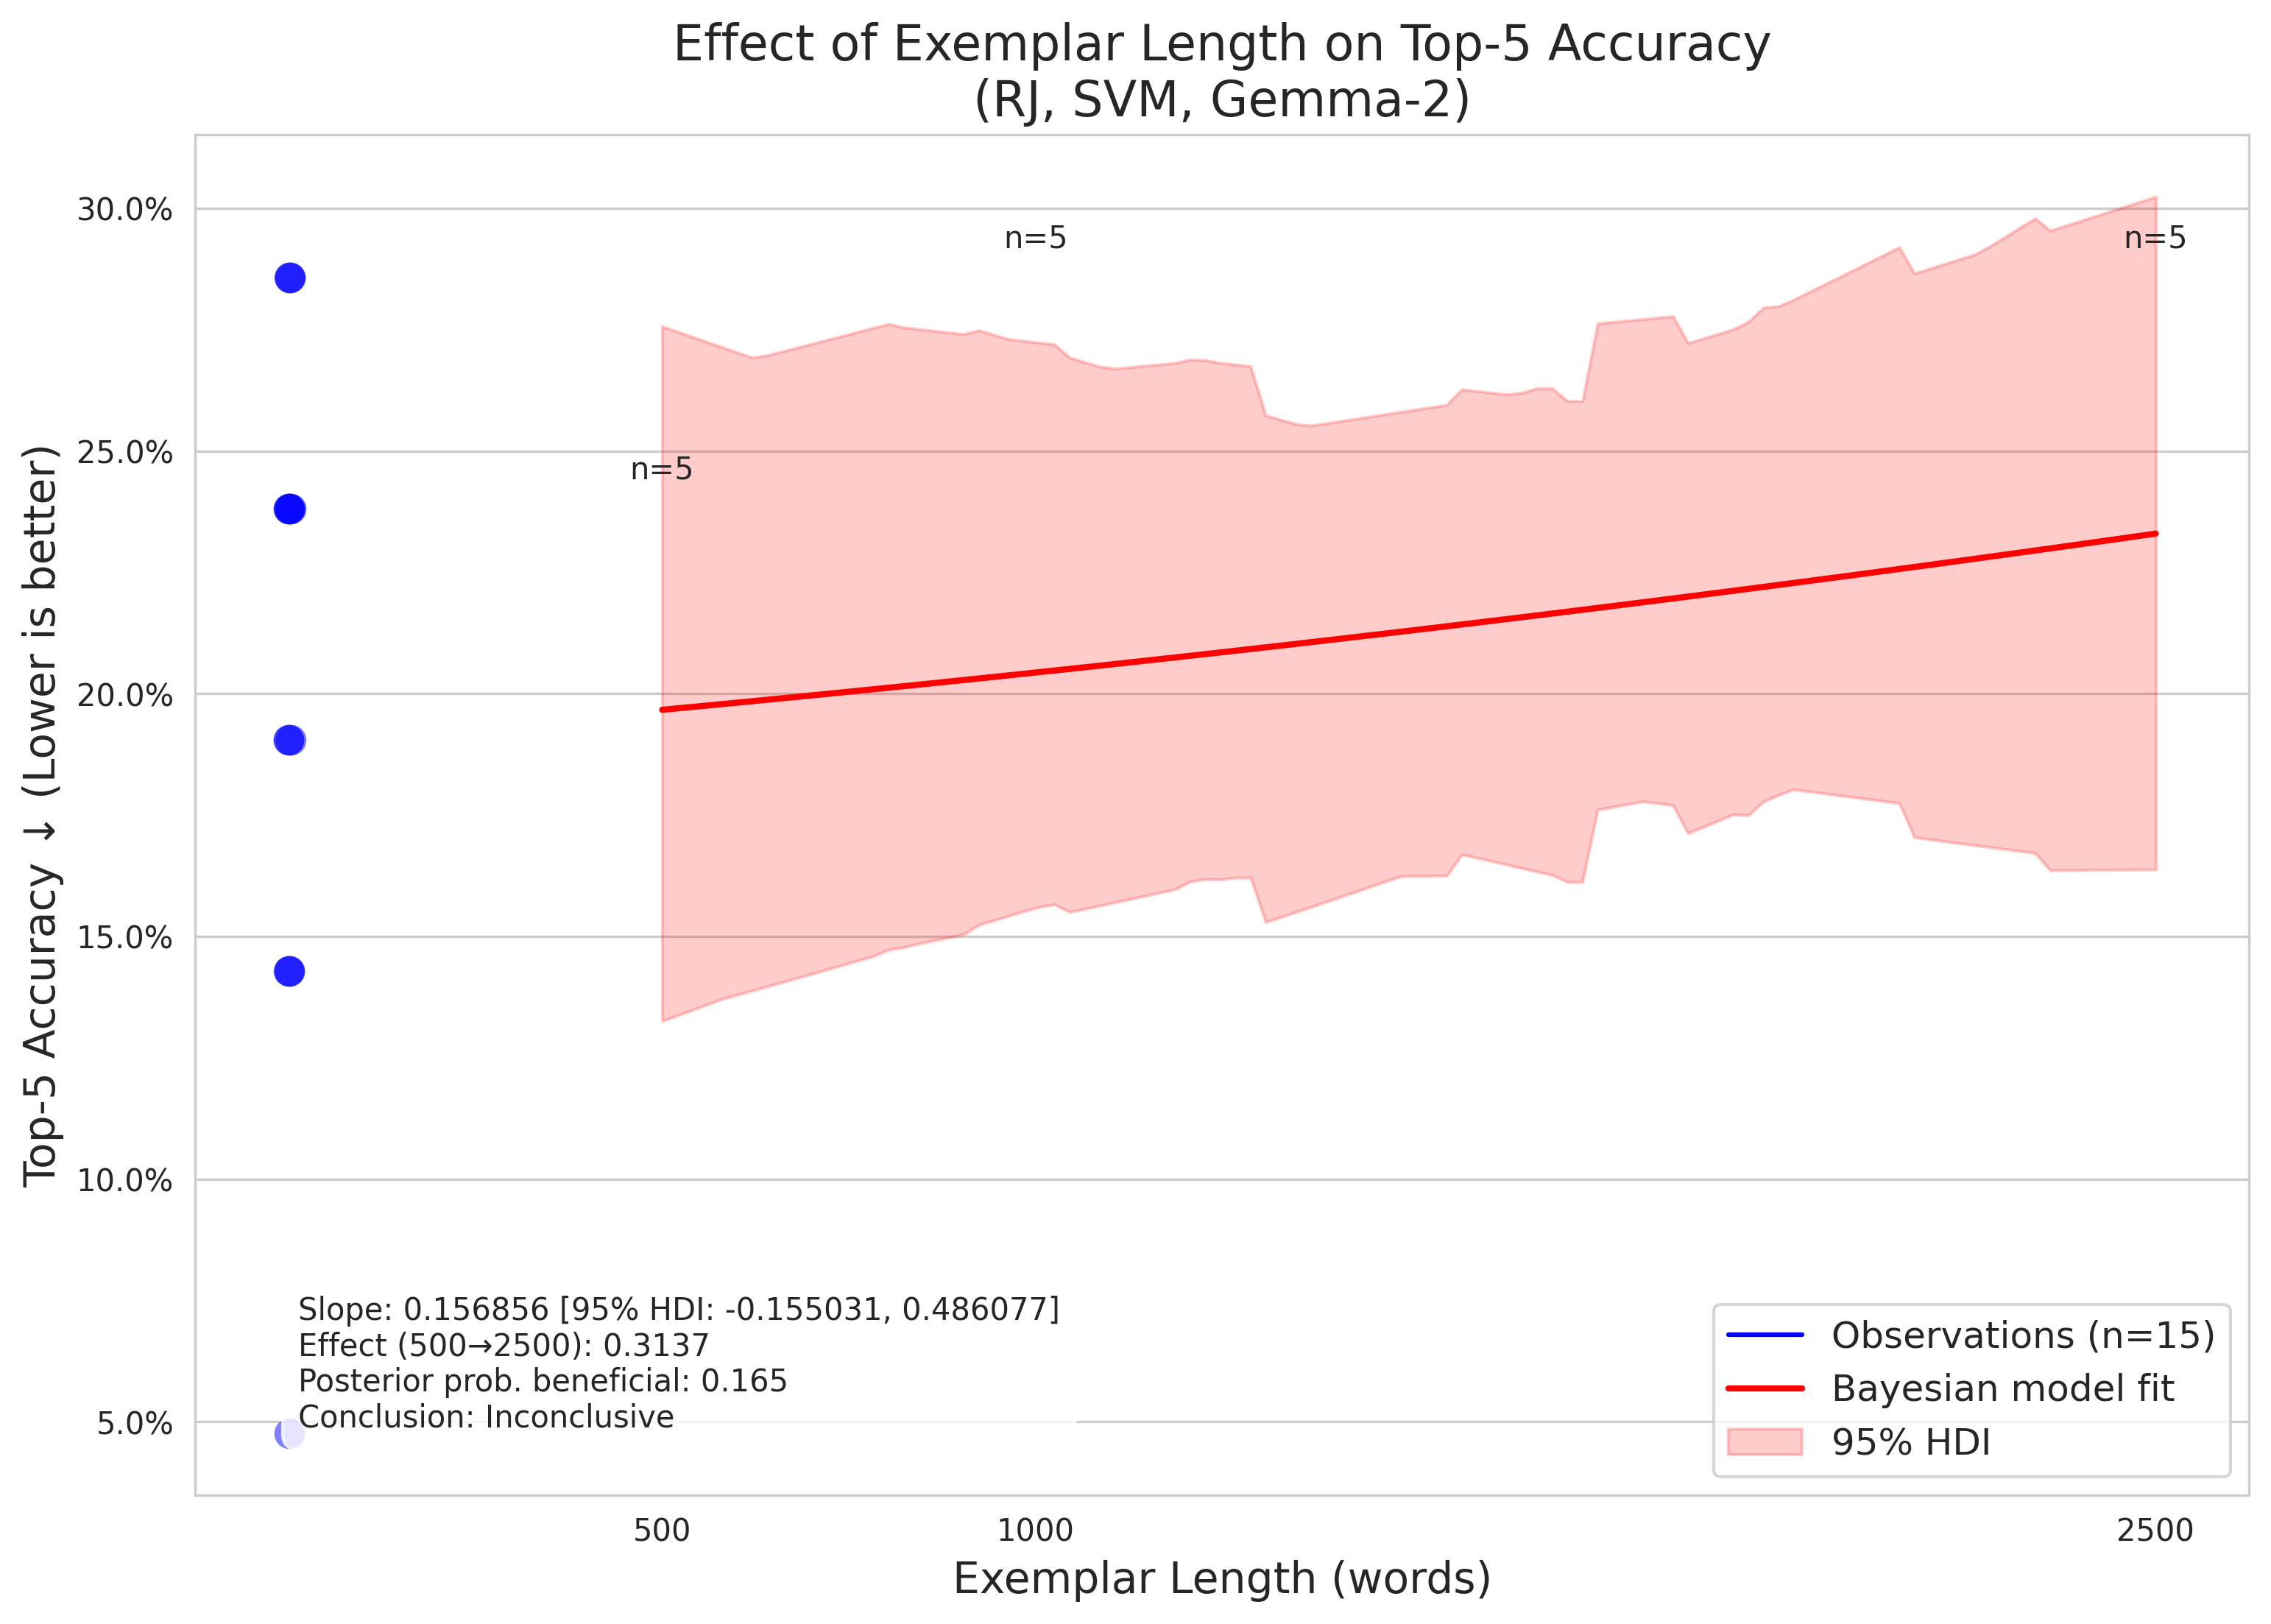 Effect of Exemplar Length on Top-5 Accuracy
(RJ, SVM, Gemma-2)
Top-5 Accuracy ↓ (Lower is better)
30.0%
25.0%
20.0%
15.0%
10.0%
5.0%
n=5
n=5
n=5
Slope: 0.156856 [95% HDI: -0.155031, 0.486077]
Effect (500→2500): 0.3137
Posterior prob. beneficial: 0.165
Conclusion: Inconclusive
Observations (n=15)
Bayesian model fit
95% HDI
500
1000
2500
Exemplar Length (words)